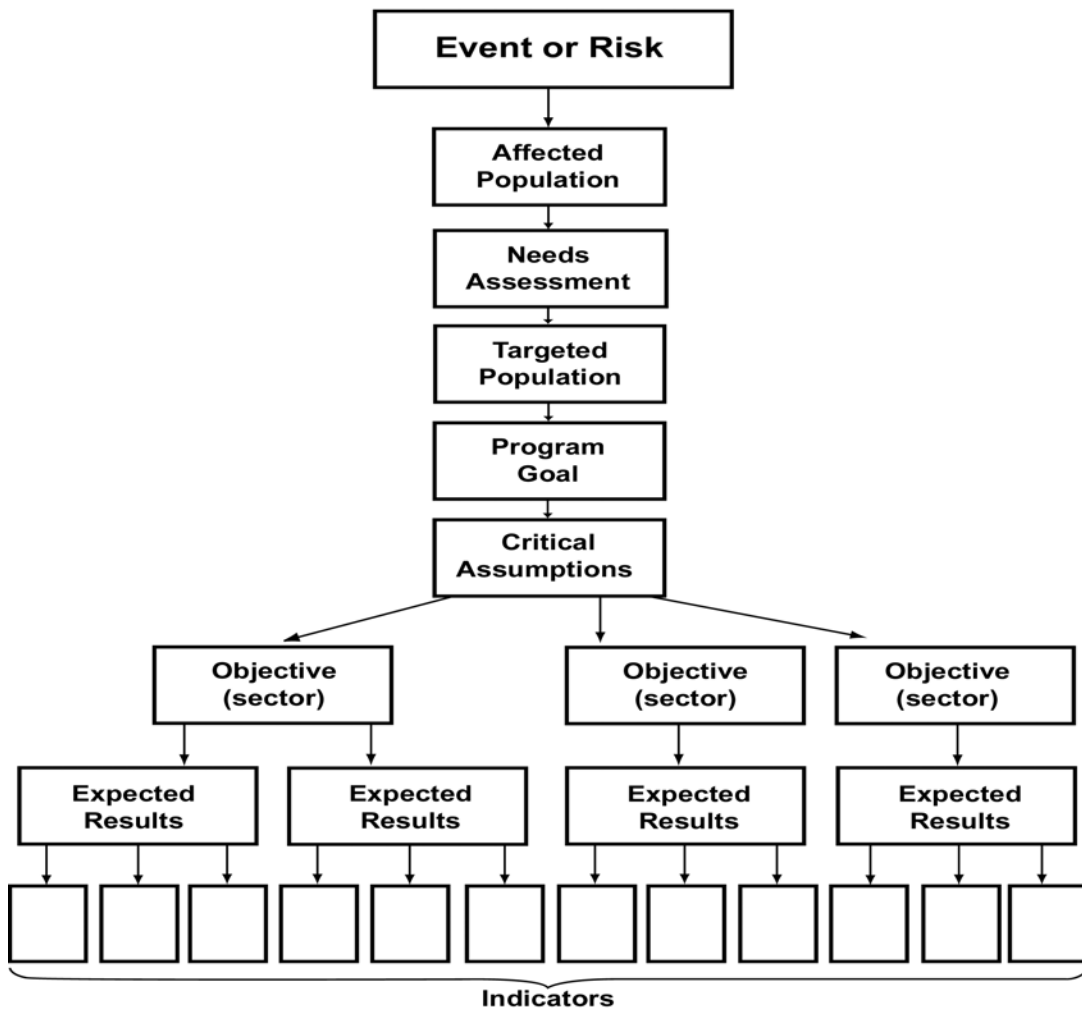 Event or Risk
Affected
Population
Needs
Assessment
Targeted
Population
Program
Goal
Critical
Assumptions
Objective
(sector)
Objective
(sector)
Objective
(sector)
Expected
Results
Expected
Results
Expected
Results
Expected
Results
Indicators